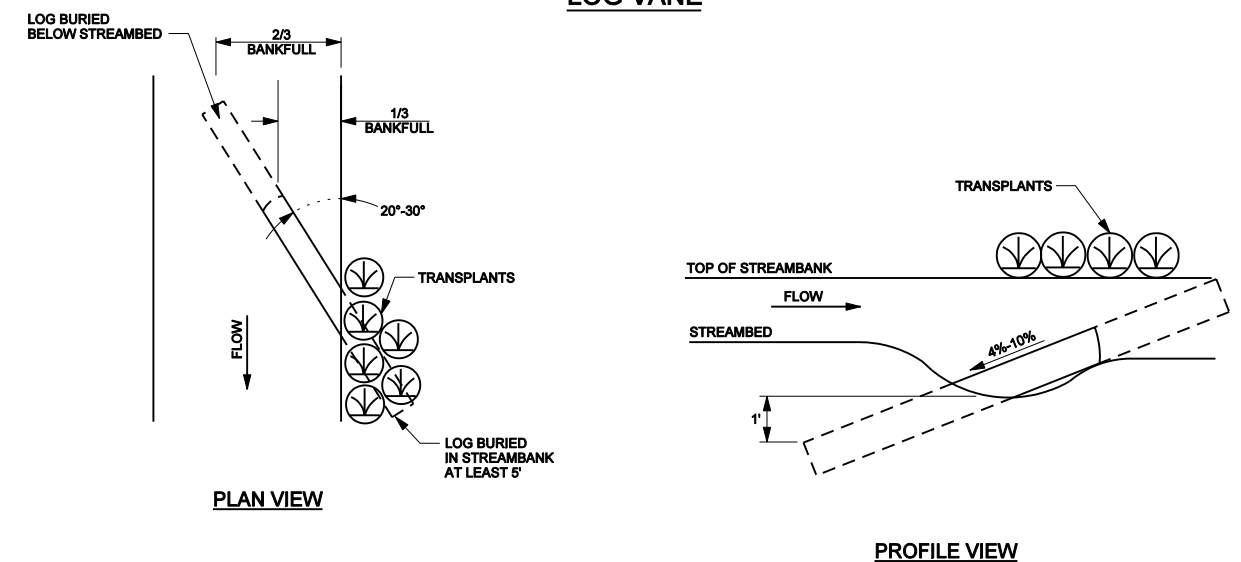 LOG VANE
LOG BURIED
BELOW STREAMBED
2/3
BANKFULL
1/3
BANKFULL
20°-30°
TRANSPLANTS
FLOW
LOG BURIED
IN STREAMBANK
AT LEAST 5'
PLAN VIEW
TRANSPLANTS
TOP OF STREAMBANK
FLOW
STREAMBED
4%-10%
1'
PROFILE VIEW